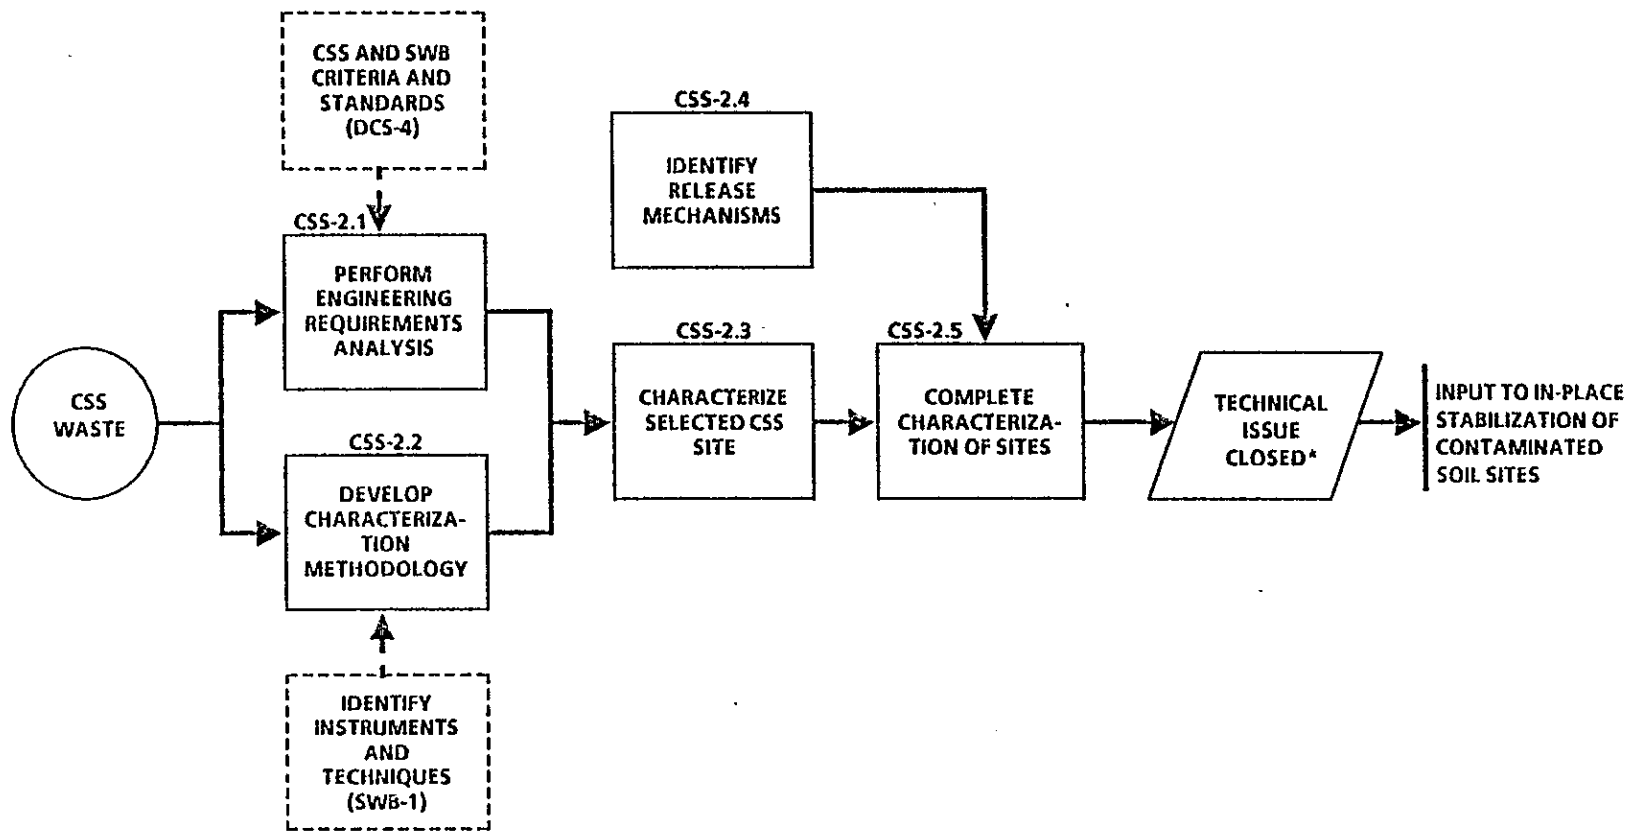 CSS AND SWB
CRITERIA AND
STANDARDS
(DCS-4)
CSS-2.4
IDENTIFY
RELEASE
MECHANISMS
CSS-2.1
PERFORM
ENGINEERING
REQUIREMENTS
ANALYSIS
CSS
WASTE
CSS-2.2
DEVELOP
CHARACTERIZA-
TION
METHODOLOGY
IDENTIFY
INSTRUMENTS
AND
TECHNIQUES
(SWB-1)
CSS-2.3
CHARACTERIZE
SELECTED CSS
SITE
CSS-2.5
COMPLETE
CHARACTERIZA-
TION OF SITES
TECHNICAL
ISSUE
CLOSED*
INPUT TO IN-PLACE
STABILIZATION OF
CONTAMINATED
SOIL SITES